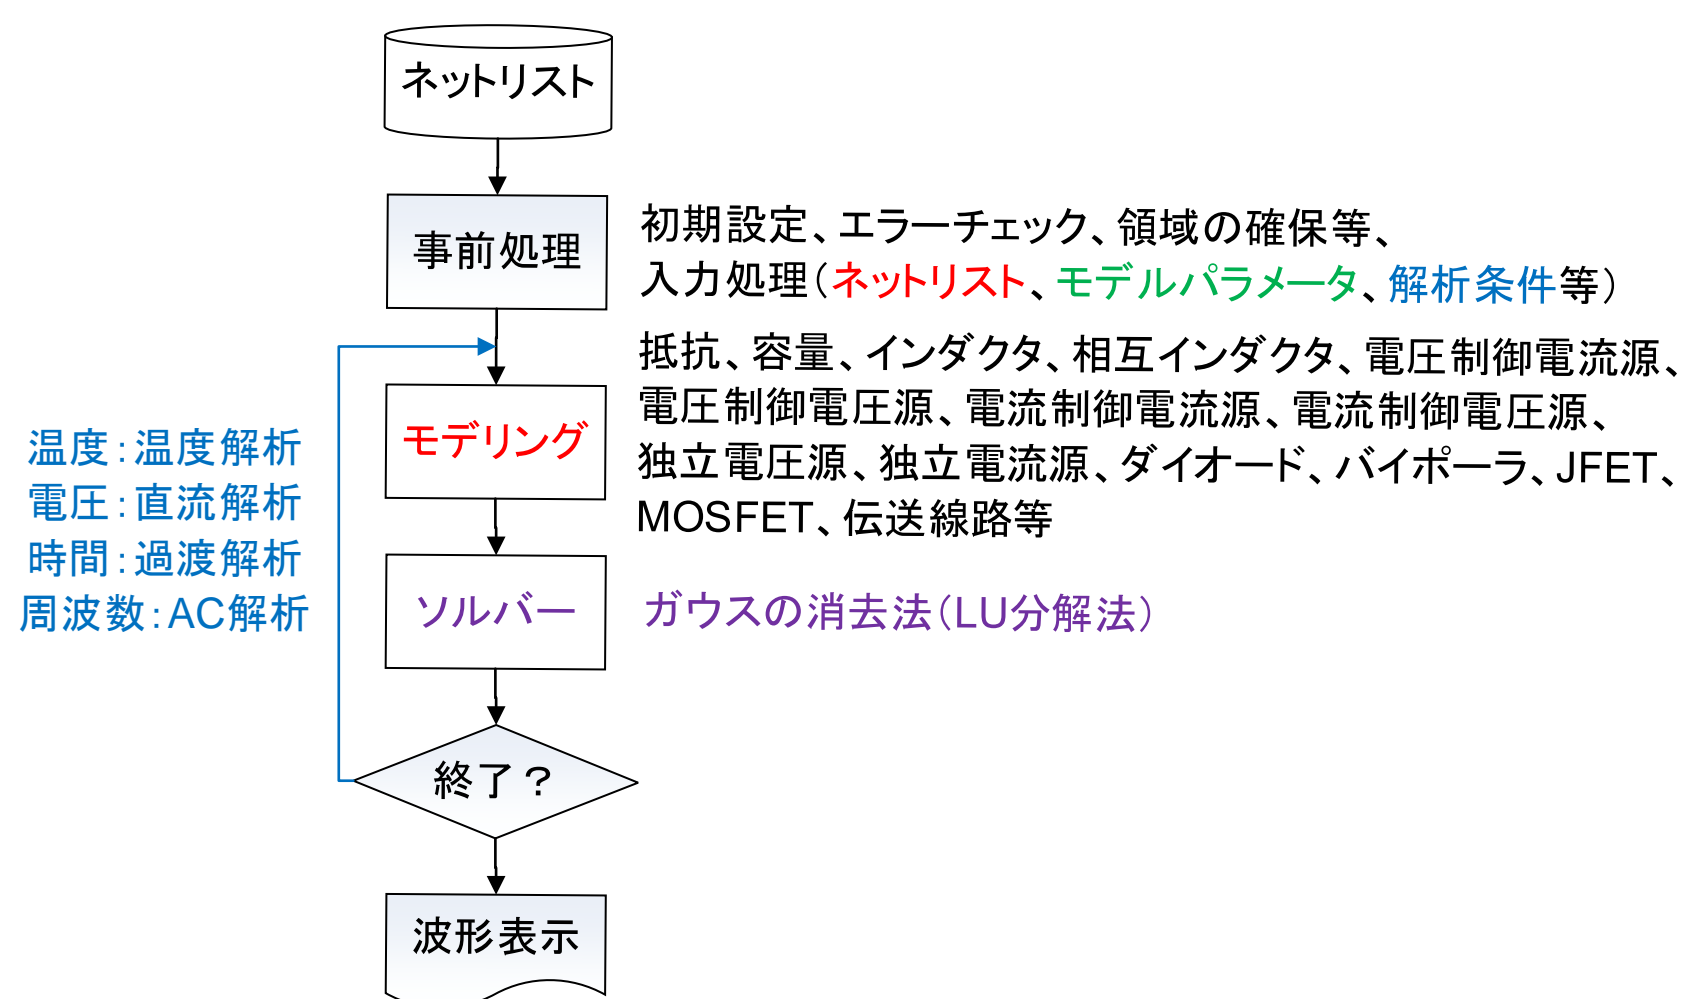 ネットリスト
事前処理
初期設定、エラーチェック、領域の確保等、
入力処理（ネットリスト、モデルパラメータ、解析条件等）
モデリング
抵抗、容量、インダクタ、相互インダクタ、電圧制御電流源、
電圧制御電圧源、電流制御電流源、電流制御電圧源、
独立電圧源、独立電流源、ダイオード、バイポーラ、JFET、
MOSFET、伝送線路等
温度：温度解析
電圧：直流解析
時間：過渡解析
周波数：AC解析
ソルバー
ガウスの消去法（LU分解法）
終了？
波形表示